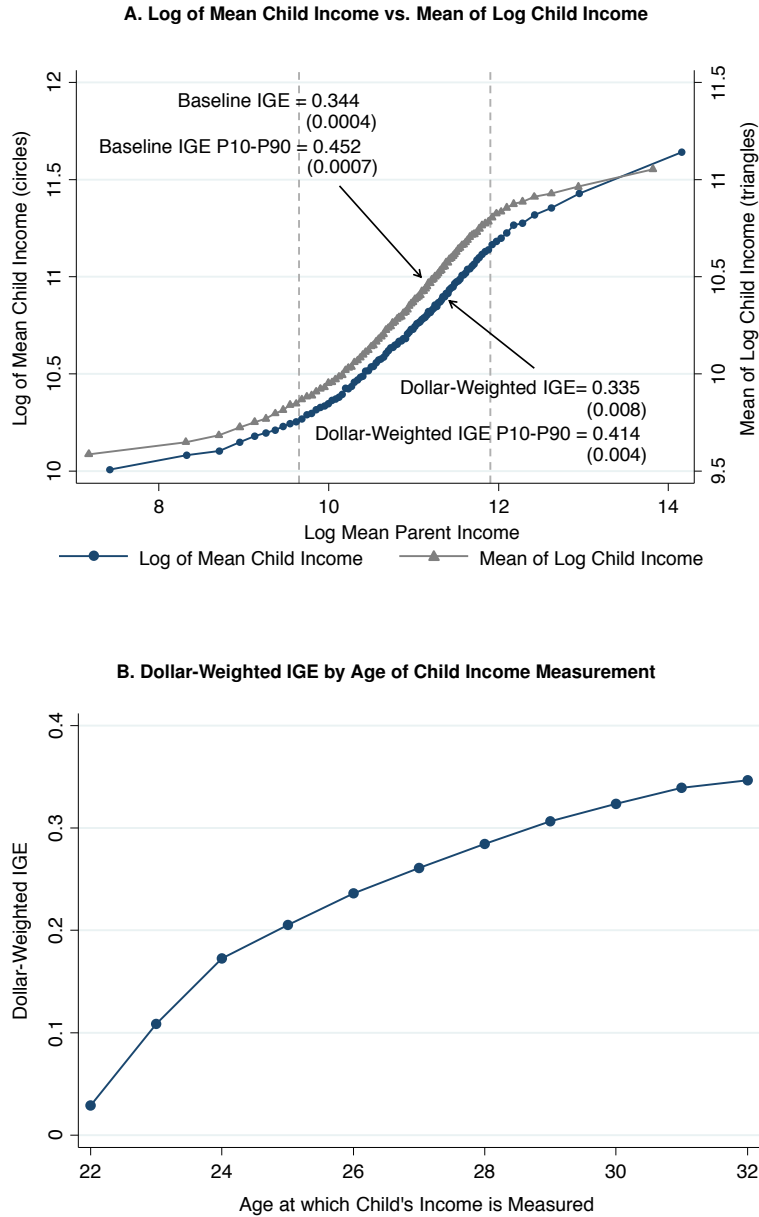 A. Log of Mean Child Income vs. Mean of Log Child Income
Log of Mean Child Income (circles)
10
10.5
11
11.5
12
Mean of Log Child Income (triangles)
9.5
10
10.5
11
11.5
Baseline IGE = 0.344
(0.0004)
Baseline IGE P10-P90 = 0.452
(0.0007)
Dollar-Weighted IGE= 0.335
(0.008)
Dollar-Weighted IGE P10-P90 = 0.414
(0.004)
8 10 12 14
Log Mean Parent Income
Log of Mean Child Income Mean of Log Child Income
B. Dollar-Weighted IGE by Age of Child Income Measurement
Dollar-Weighted IGE
0
0.1
0.2
0.3
0.4
22 24 26 28 30 32
Age at which Child's Income is Measured